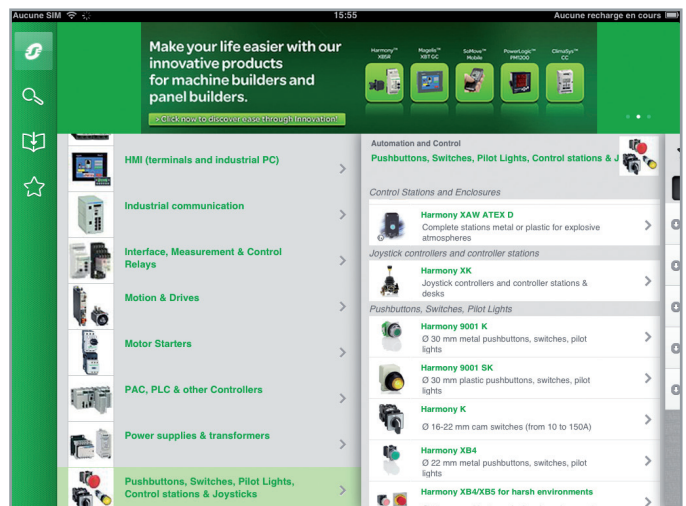 Aucune SIM
15:55
Aucune recharge en cours
Make your life easier with our
innovative products
for machine builders and
panel builders.
> Click now to discover ease through Innovation!
Harmony™
XB5R
Magelis™
XBT GC
SoMove™
Mobile
PowerLogic™
PM1200
ClimaSys™
CC
HMI (terminals and industrial PC)
Industrial communication
Interface, Measurement & Control
Relays
Motion & Drives
Motor Starters
PAC, PLC & other Controllers
Power supplies & transformers
Pushbuttons, Switches, Pilot Lights,
Control stations & Joysticks
Automation and Control
Pushbuttons, Switches, Pilot Lights, Control stations & J
Control Stations and Enclosures
Harmony XAW ATEX D
Complete stations metal or plastic for explosive
atmospheres
Joystick controllers and controller stations
Harmony XK
Joystick controllers and controller stations &
desks
Pushbuttons, Switches, Pilot Lights
Harmony 9001 K
Ø 30 mm metal pushbuttons, switches, pilot
lights
Harmony 9001 SK
Ø 30 mm plastic pushbuttons, switches, pilot
lights
Harmony K
Ø 16-22 mm cam switches (from 10 to 150A)
Harmony XB4
Ø 22 mm metal pushbuttons, switches, pilot
lights
Harmony XB4/XB5 for harsh environments